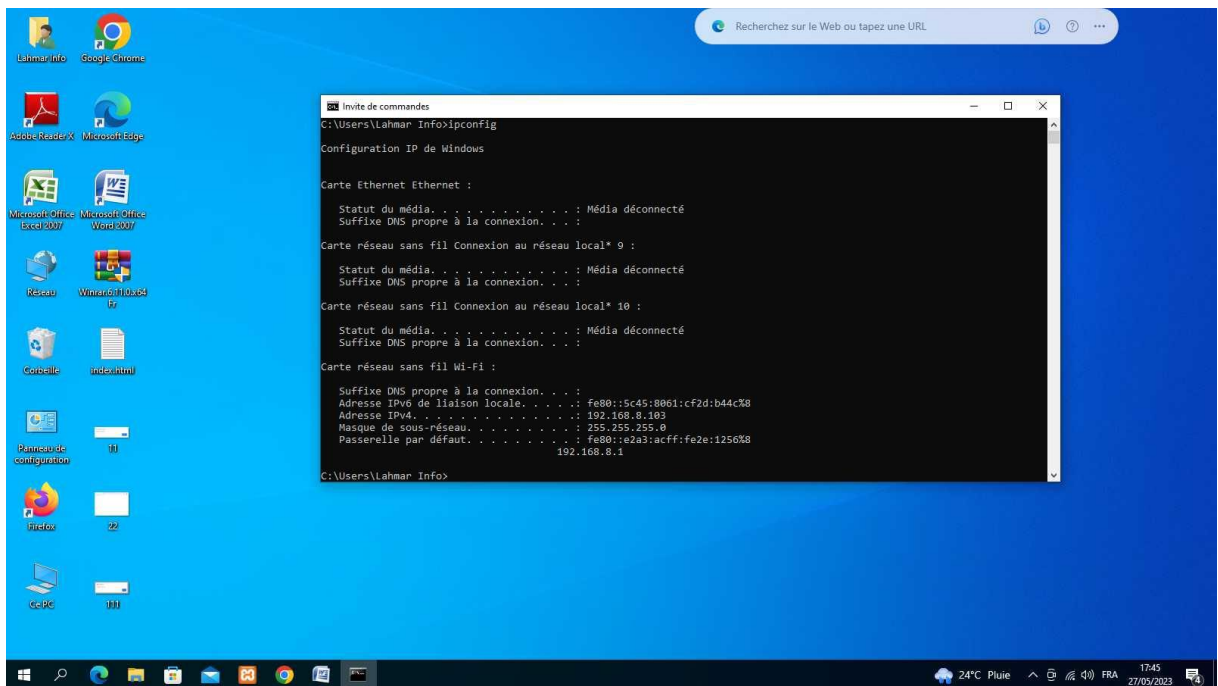 Recherchez sur le Web ou tapez une URL
Lahmar Info
Google Chrome
Adobe Reader X
Microsoft Edge
Microsoft Office Excel 2007
Microsoft Office Word 2007
Réseau
Winrar.6.11.0.x64 Fr
Corbeille
index.html
Panneau de configuration
Firefox
22
Ce PC
Invite de commandes
C:\Users\Lahmar Info>ipconfig
Configuration IP de Windows
Carte Ethernet Ethernet :
Statut du média. . . . . . . . . . . . : Média déconnecté
Suffixe DNS propre à la connexion. . . :
Carte réseau sans fil Connexion au réseau local* 9 :
Statut du média. . . . . . . . . . . . : Média déconnecté
Suffixe DNS propre à la connexion. . . :
Carte réseau sans fil Connexion au réseau local* 10 :
Statut du média. . . . . . . . . . . . : Média déconnecté
Suffixe DNS propre à la connexion. . . :
Carte réseau sans fil Wi-Fi :
Suffixe DNS propre à la connexion. . . :
Adresse IPv6 de liaison locale. . . . .: fe80::5c45:8061:cf2d:b44c%8
Adresse IPv4. . . . . . . . . . . . . .: 192.168.8.103
Masque de sous-réseau. . . . . . . . . : 255.255.255.0
Passerelle par défaut. . . . . . . . . : fe80::e2a3:acff:fe2e:1256%8
192.168.8.1
C:\Users\Lahmar Info>
24°C Pluie
FRA
17:45
27/05/2023